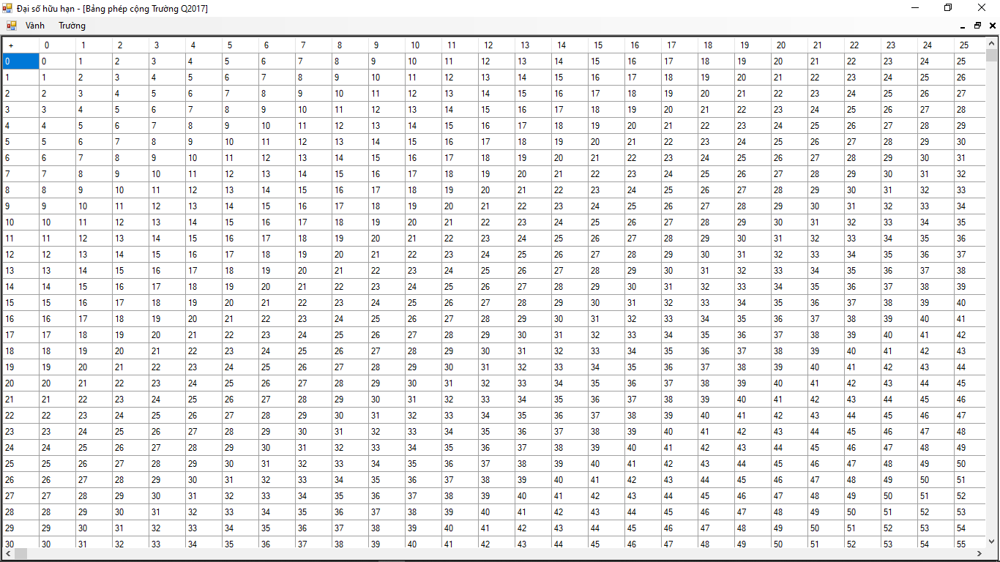 Đại số hữu hạn - [Bảng phép cộng Trường Q2017]
Vành Trường
+ 0 1 2 3 4 5 6 7 8 9 10 11 12 13 14 15 16 17 18 19 20 21 22 23 24 25
0 0 1 2 3 4 5 6 7 8 9 10 11 12 13 14 15 16 17 18 19 20 21 22 23 24 25
1 1 2 3 4 5 6 7 8 9 10 11 12 13 14 15 16 17 18 19 20 21 22 23 24 25 26
2 2 3 4 5 6 7 8 9 10 11 12 13 14 15 16 17 18 19 20 21 22 23 24 25 26 27
3 3 4 5 6 7 8 9 10 11 12 13 14 15 16 17 18 19 20 21 22 23 24 25 26 27 28
4 4 5 6 7 8 9 10 11 12 13 14 15 16 17 18 19 20 21 22 23 24 25 26 27 28 29
5 5 6 7 8 9 10 11 12 13 14 15 16 17 18 19 20 21 22 23 24 25 26 27 28 29 30
6 6 7 8 9 10 11 12 13 14 15 16 17 18 19 20 21 22 23 24 25 26 27 28 29 30 31
7 7 8 9 10 11 12 13 14 15 16 17 18 19 20 21 22 23 24 25 26 27 28 29 30 31 32
8 8 9 10 11 12 13 14 15 16 17 18 19 20 21 22 23 24 25 26 27 28 29 30 31 32 33
9 9 10 11 12 13 14 15 16 17 18 19 20 21 22 23 24 25 26 27 28 29 30 31 32 33 34
10 10 11 12 13 14 15 16 17 18 19 20 21 22 23 24 25 26 27 28 29 30 31 32 33 34 35
11 11 12 13 14 15 16 17 18 19 20 21 22 23 24 25 26 27 28 29 30 31 32 33 34 35 36
12 12 13 14 15 16 17 18 19 20 21 22 23 24 25 26 27 28 29 30 31 32 33 34 35 36 37
13 13 14 15 16 17 18 19 20 21 22 23 24 25 26 27 28 29 30 31 32 33 34 35 36 37 38
14 14 15 16 17 18 19 20 21 22 23 24 25 26 27 28 29 30 31 32 33 34 35 36 37 38 39
15 15 16 17 18 19 20 21 22 23 24 25 26 27 28 29 30 31 32 33 34 35 36 37 38 39 40
16 16 17 18 19 20 21 22 23 24 25 26 27 28 29 30 31 32 33 34 35 36 37 38 39 40 41
17 17 18 19 20 21 22 23 24 25 26 27 28 29 30 31 32 33 34 35 36 37 38 39 40 41 42
18 18 19 20 21 22 23 24 25 26 27 28 29 30 31 32 33 34 35 36 37 38 39 40 41 42 43
19 19 20 21 22 23 24 25 26 27 28 29 30 31 32 33 34 35 36 37 38 39 40 41 42 43 44
20 20 21 22 23 24 25 26 27 28 29 30 31 32 33 34 35 36 37 38 39 40 41 42 43 44 45
21 21 22 23 24 25 26 27 28 29 30 31 32 33 34 35 36 37 38 39 40 41 42 43 44 45 46
22 22 23 24 25 26 27 28 29 30 31 32 33 34 35 36 37 38 39 40 41 42 43 44 45 46 47
23 23 24 25 26 27 28 29 30 31 32 33 34 35 36 37 38 39 40 41 42 43 44 45 46 47 48
24 24 25 26 27 28 29 30 31 32 33 34 35 36 37 38 39 40 41 42 43 44 45 46 47 48 49
25 25 26 27 28 29 30 31 32 33 34 35 36 37 38 39 40 41 42 43 44 45 46 47 48 49 50
26 26 27 28 29 30 31 32 33 34 35 36 37 38 39 40 41 42 43 44 45 46 47 48 49 50 51
27 27 28 29 30 31 32 33 34 35 36 37 38 39 40 41 42 43 44 45 46 47 48 49 50 51 52
28 28 29 30 31 32 33 34 35 36 37 38 39 40 41 42 43 44 45 46 47 48 49 50 51 52 53
29 29 30 31 32 33 34 35 36 37 38 39 40 41 42 43 44 45 46 47 48 49 50 51 52 53 54
30 30 31 32 33 34 35 36 37 38 39 40 41 42 43 44 45 46 47 48 49 50 51 52 53 54 55